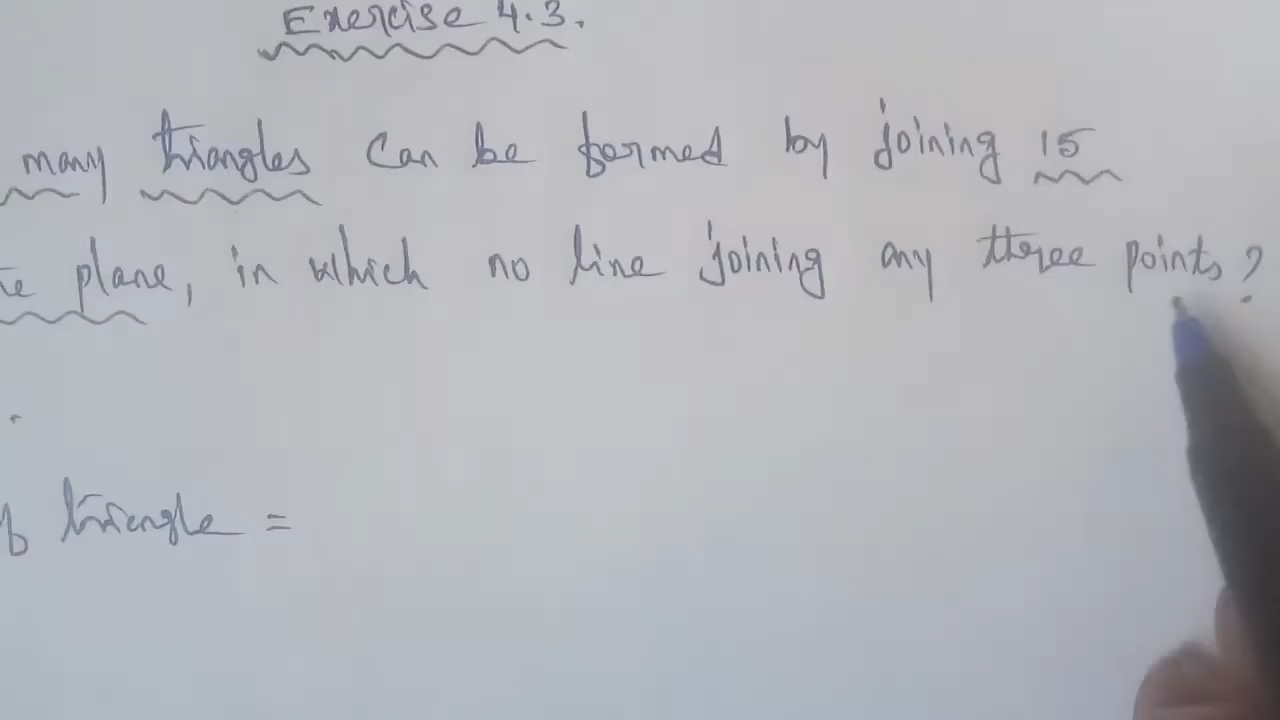 Exercise 4.3.
many triangles can be formed by joining 15
plane, in which no line joining any three points?
triangle =